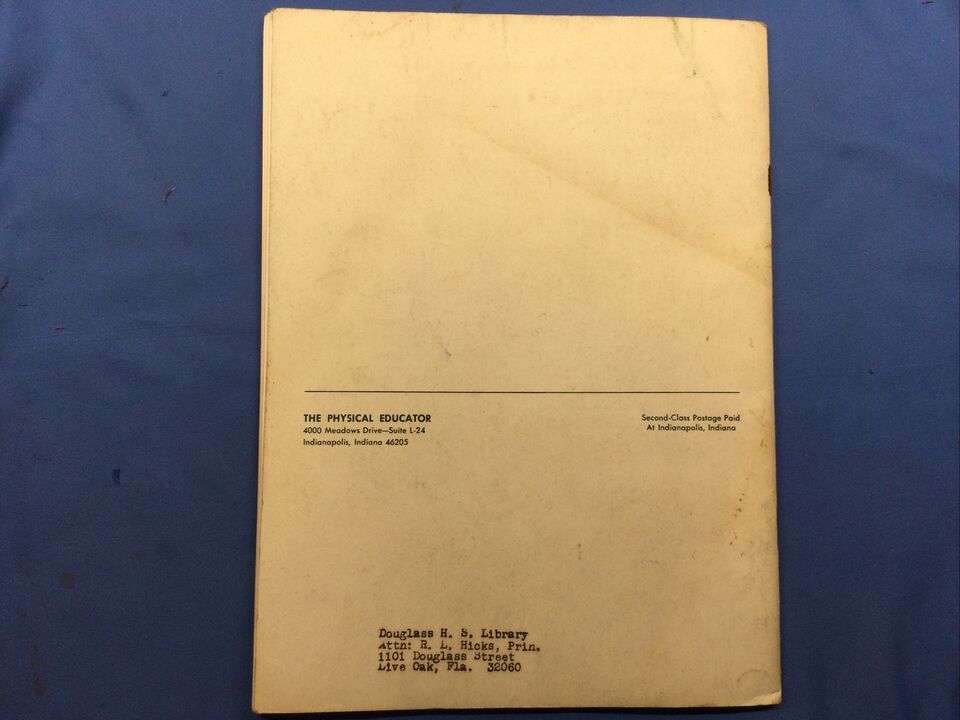 THE PHYSICAL EDUCATOR
4000 Meadows Drive—Suite L-24
Indianapolis, Indiana 46205
Second-Class Postage Paid
At Indianapolis, Indiana
Douglass H. S. Library
Attn: R. L. Hicks, Prin.
1101 Douglass Street
Live Oak, Fla. 32060